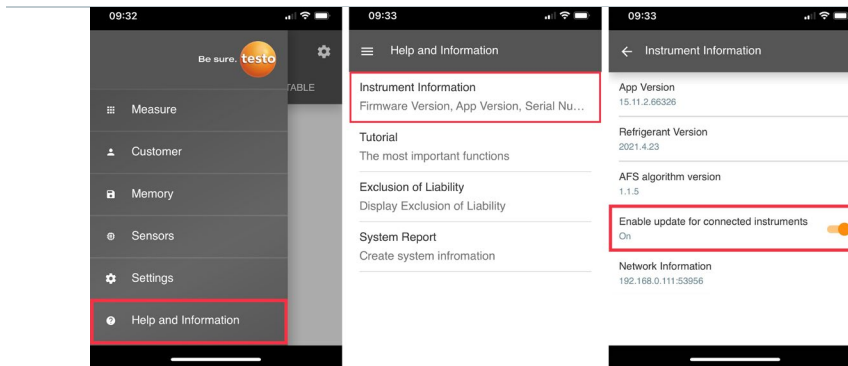 09:32
Be sure. testo
TABLE
Measure
Customer
Memory
Sensors
Settings
Help and Information
09:33
Help and Information
Instrument Information
Firmware Version, App Version, Serial Nu…
Tutorial
The most important functions
Exclusion of Liability
Display Exclusion of Liability
System Report
Create system infromation
09:33
Instrument Information
App Version
15.11.2.66326
Refrigerant Version
2021.4.23
AFS algorithm version
1.1.5
Enable update for connected instruments
On
Network Information
192.168.0.111:53956